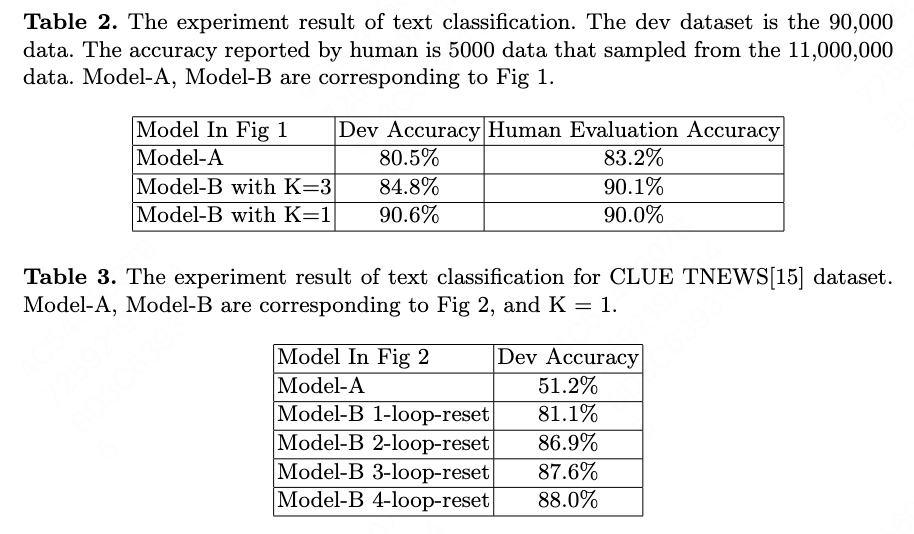 Table 2. The experiment result of text classification. The dev dataset is the 90,000
data. The accuracy reported by human is 5000 data that sampled from the 11,000,000
data. Model-A, Model-B are corresponding to Fig 1.
Model In Fig 1 Dev Accuracy Human Evaluation Accuracy
Model-A 80.5% 83.2%
Model-B with K=3 84.8% 90.1%
Model-B with K=1 90.6% 90.0%
Table 3. The experiment result of text classification for CLUE TNEWS[15] dataset.
Model-A, Model-B are corresponding to Fig 2, and K = 1.
Model In Fig 2 Dev Accuracy
Model-A 51.2%
Model-B 1-loop-reset 81.1%
Model-B 2-loop-reset 86.9%
Model-B 3-loop-reset 87.6%
Model-B 4-loop-reset 88.0%